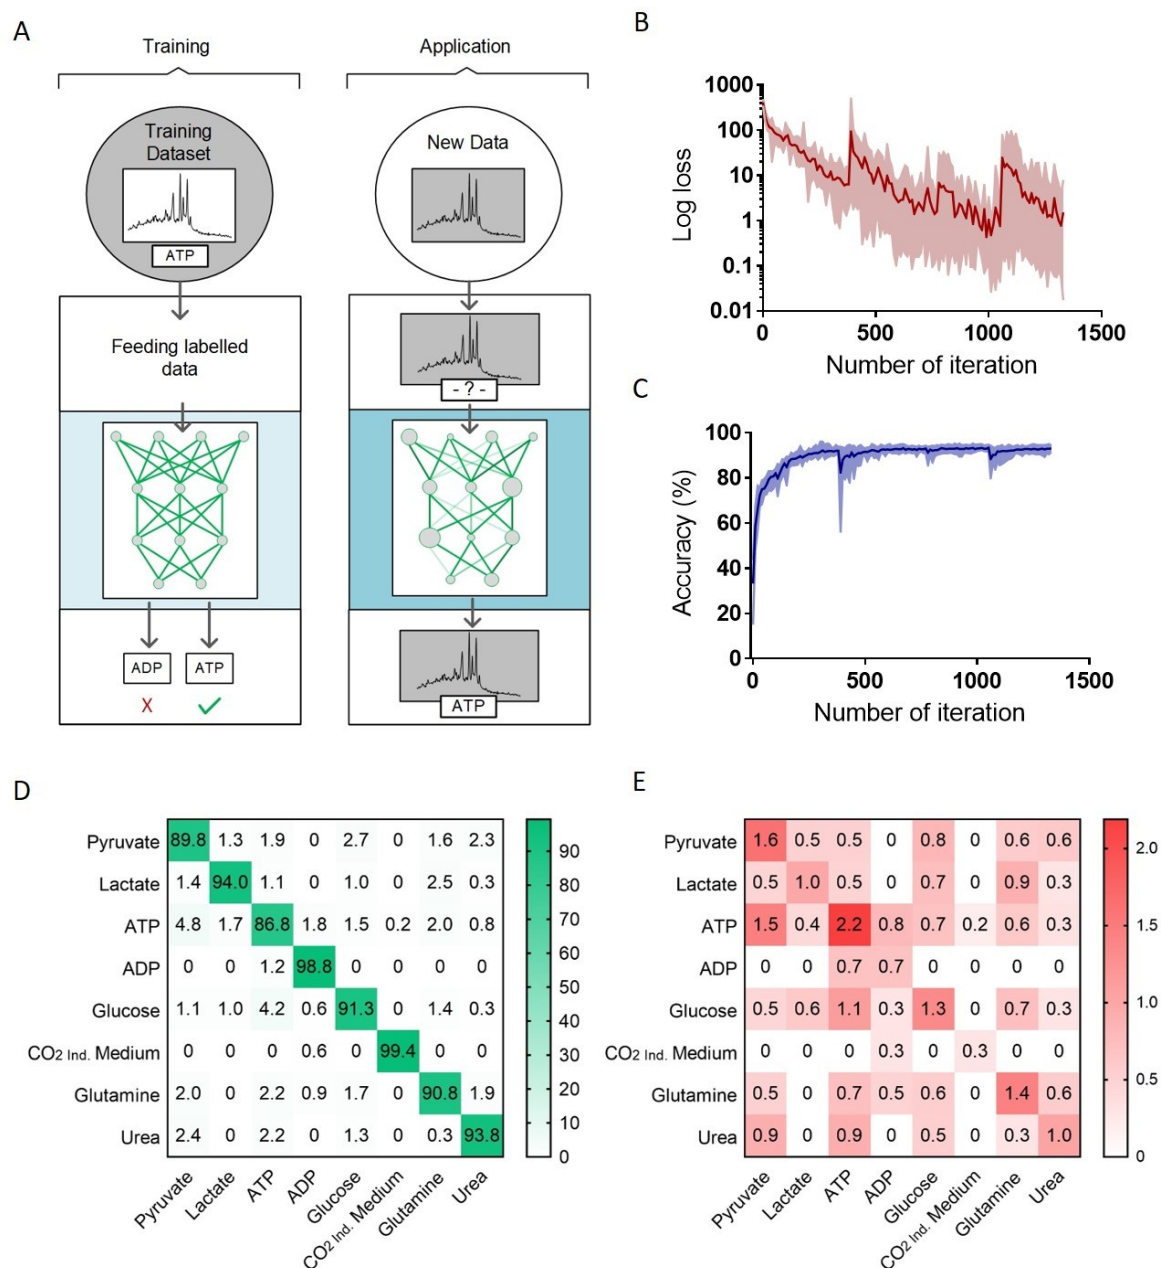 A
Training
Application
Training
Dataset
ATP
New Data
Feeding labelled
data
- ? -
ADP
ATP
X
ATP
B
1000
100
10
1
0.1
0.01
Log loss
0
500
1000
1500
Number of iteration
C
100
80
60
40
20
0
Accuracy (%)
0
500
1000
1500
Number of iteration
D
Pyruvate 89.8 1.3 1.9 0 2.7 0 1.6 2.3
Lactate 1.4 94.0 1.1 0 1.0 0 2.5 0.3
ATP 4.8 1.7 86.8 1.8 1.5 0.2 2.0 0.8
ADP 0 0 1.2 98.8 0 0 0 0
Glucose 1.1 1.0 4.2 0.6 91.3 0 1.4 0.3
CO2 Ind. Medium 0 0 0 0.6 0 99.4 0 0
Glutamine 2.0 0 2.2 0.9 1.7 0 90.8 1.9
Urea 2.4 0 2.2 0 1.3 0 0.3 93.8
Pyruvate
Lactate
ATP
ADP
Glucose
CO2 Ind. Medium
Glutamine
Urea
90
80
70
60
50
40
30
20
10
0
E
Pyruvate 1.6 0.5 0.5 0 0.8 0 0.6 0.6
Lactate 0.5 1.0 0.5 0 0.7 0 0.9 0.3
ATP 1.5 0.4 2.2 0.8 0.7 0.2 0.6 0.3
ADP 0 0 0.7 0.7 0 0 0 0
Glucose 0.5 0.6 1.1 0.3 1.3 0 0.7 0.3
CO2 Ind. Medium 0 0 0 0.3 0 0.3 0 0
Glutamine 0.5 0 0.7 0.5 0.6 0 1.4 0.6
Urea 0.9 0 0.9 0 0.5 0 0.3 1.0
Pyruvate
Lactate
ATP
ADP
Glucose
CO2 Ind. Medium
Glutamine
Urea
2.0
1.5
1.0
0.5
0